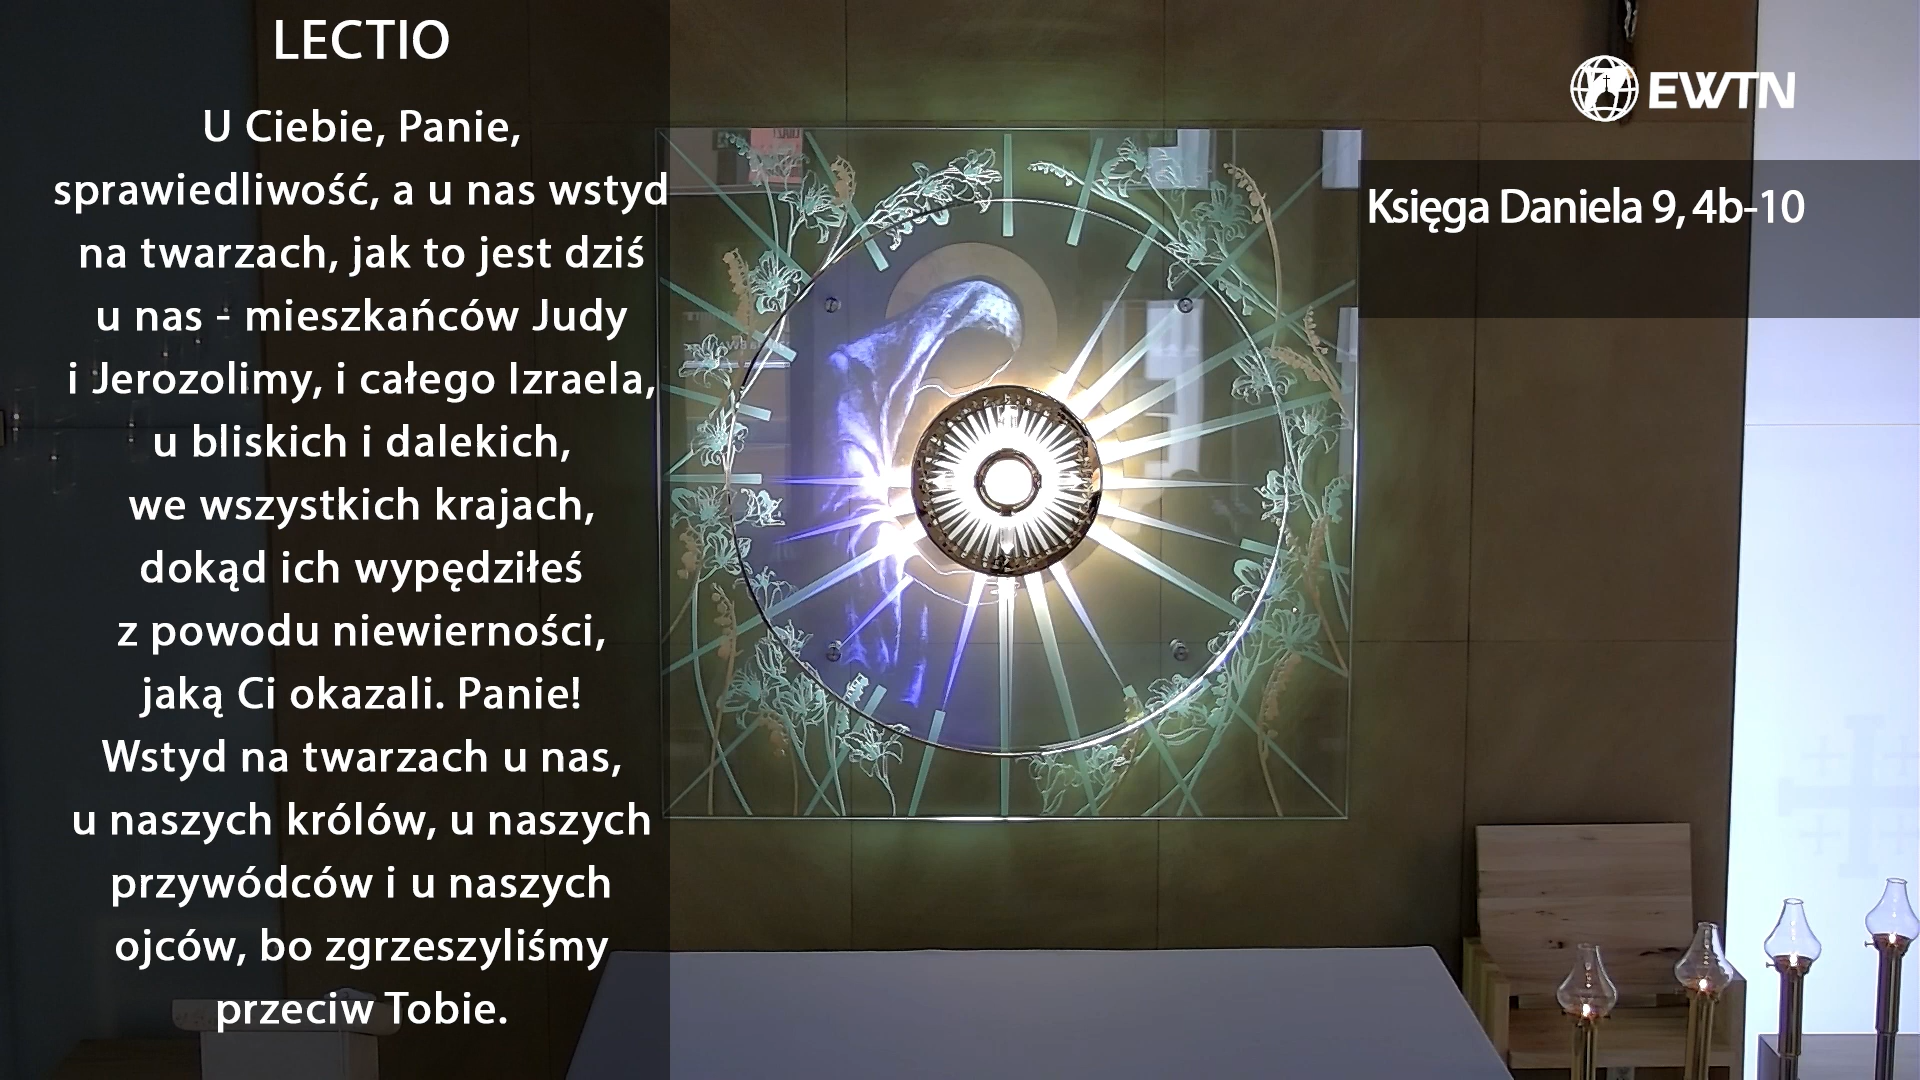 LECTIO
U Ciebie, Panie,
sprawiedliwość, a u nas wstyd
na twarzach, jak to jest dziś
u nas - mieszkańców Judy
i Jerozolimy, i całego Izraela,
u bliskich i dalekich,
we wszystkich krajach,
dokąd ich wypędziłeś
z powodu niewierności,
jaką Ci okazali. Panie!
Wstyd na twarzach u nas,
u naszych królów, u naszych
przywódców i u naszych
ojców, bo zgrzeszyliśmy
przeciw Tobie.
EWTN
Księga Daniela 9, 4b-10